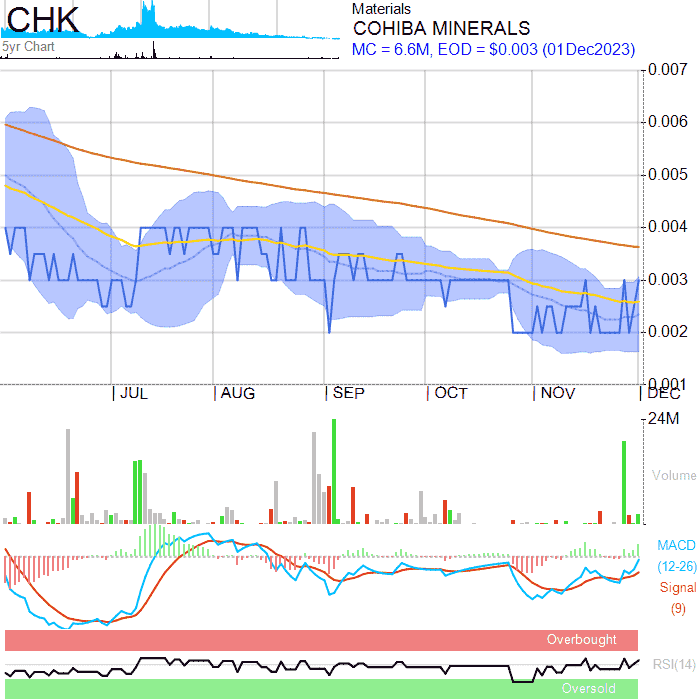 CHK
5yr Chart
Materials
COHIBA MINERALS
MC = 6.6M, EOD = $0.003 (01Dec2023)
0.007
0.006
0.005
0.004
0.003
0.002
0.001
JUL AUG SEP OCT NOV DEC
24M
Volume
MACD
(12-26)
Signal
(9)
Overbought
RSI(14)
Oversold